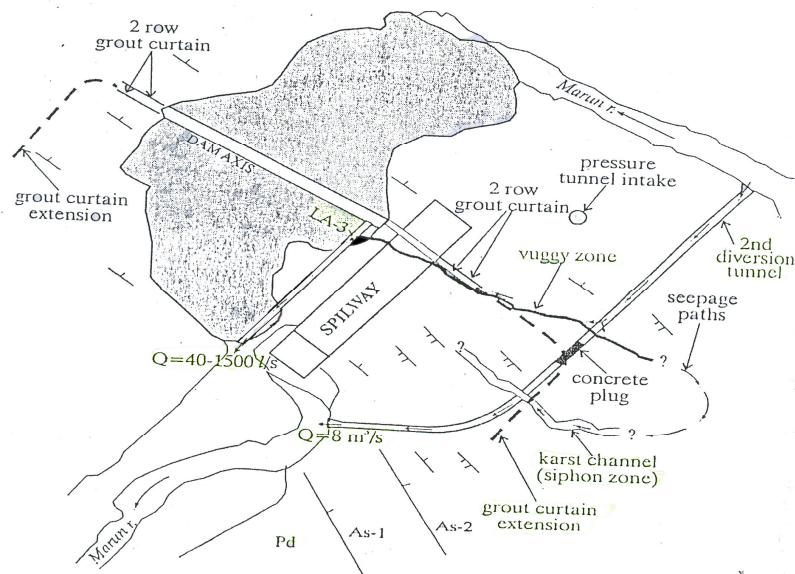 2 row
grout curtain
Marun r.
DAM AXIS
pressure
tunnel intake
2 row
grout curtain
grout curtain
extension
LA-3
2nd
diversion
tunnel
vuggy zone
seepage
paths
SPILWAY
?
?
Q=40-1500 l/s
concrete
plug
?
Q=8 m³/s
karst channel
(siphon zone)
grout curtain
extension
As-2
As-1
Pd
Marun r.